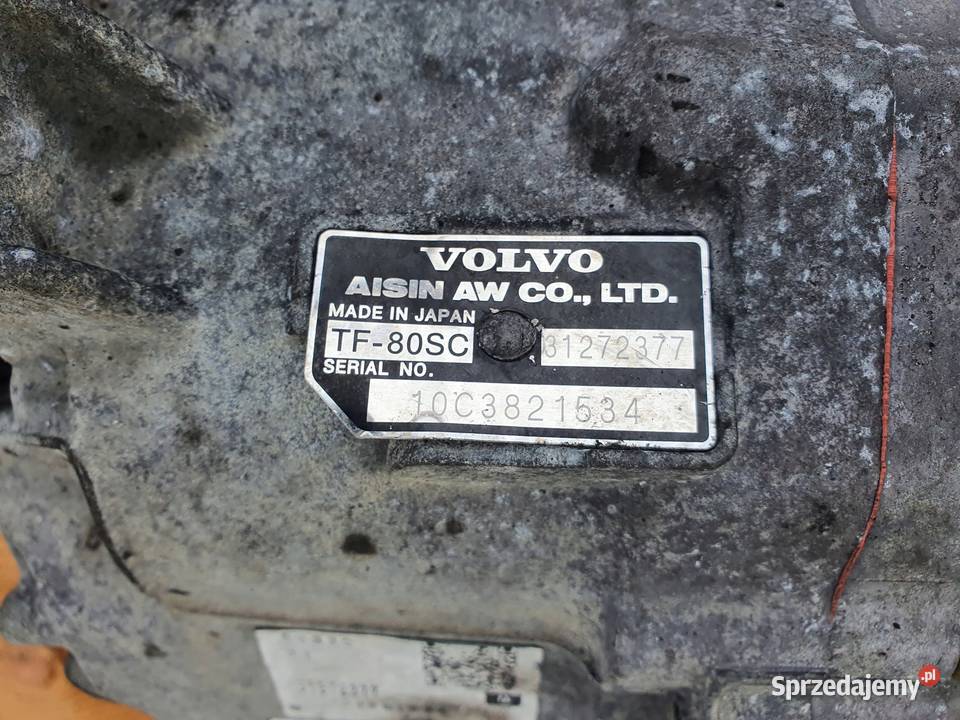 VOLVO
AISIN AW CO., LTD.
MADE IN JAPAN
TF-80SC 31272377
SERIAL NO.
10C3821534
Sprzedajemy.pl